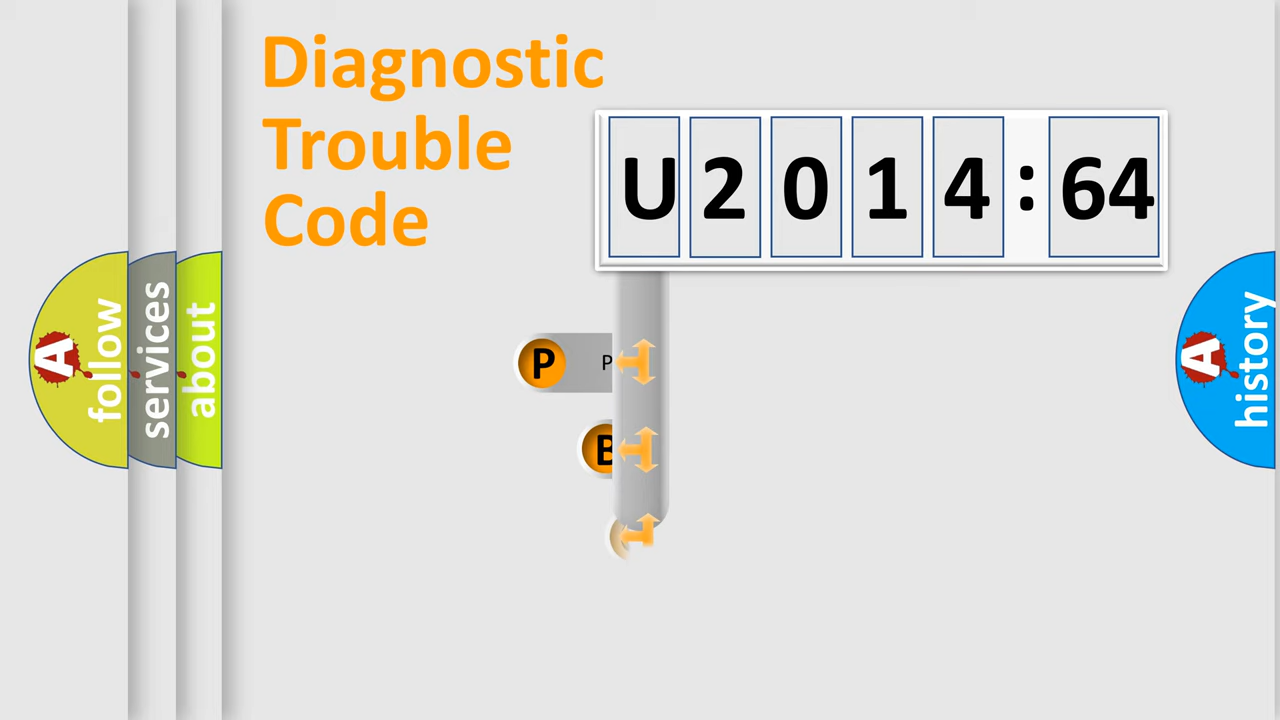 Diagnostic
Trouble
Code
U2014:64
P
P
B
A
follow
services
about
A
history